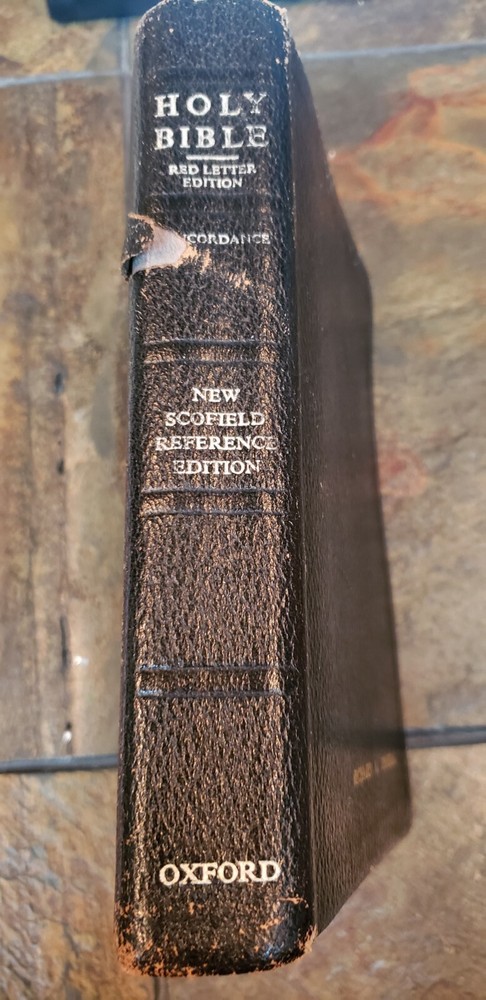 HOLY
BIBLE
RED LETTER
EDITION
NEW
SCOFIELD
REFERENCE
EDITION
OXFORD